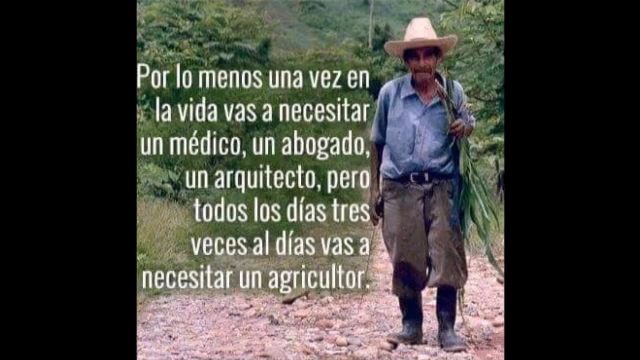 Por lo menos una vez en
la vida vas a necesitar
un médico, un abogado,
un arquitecto, pero
todos los días tres
veces al días vas a
necesitar un agricultor.